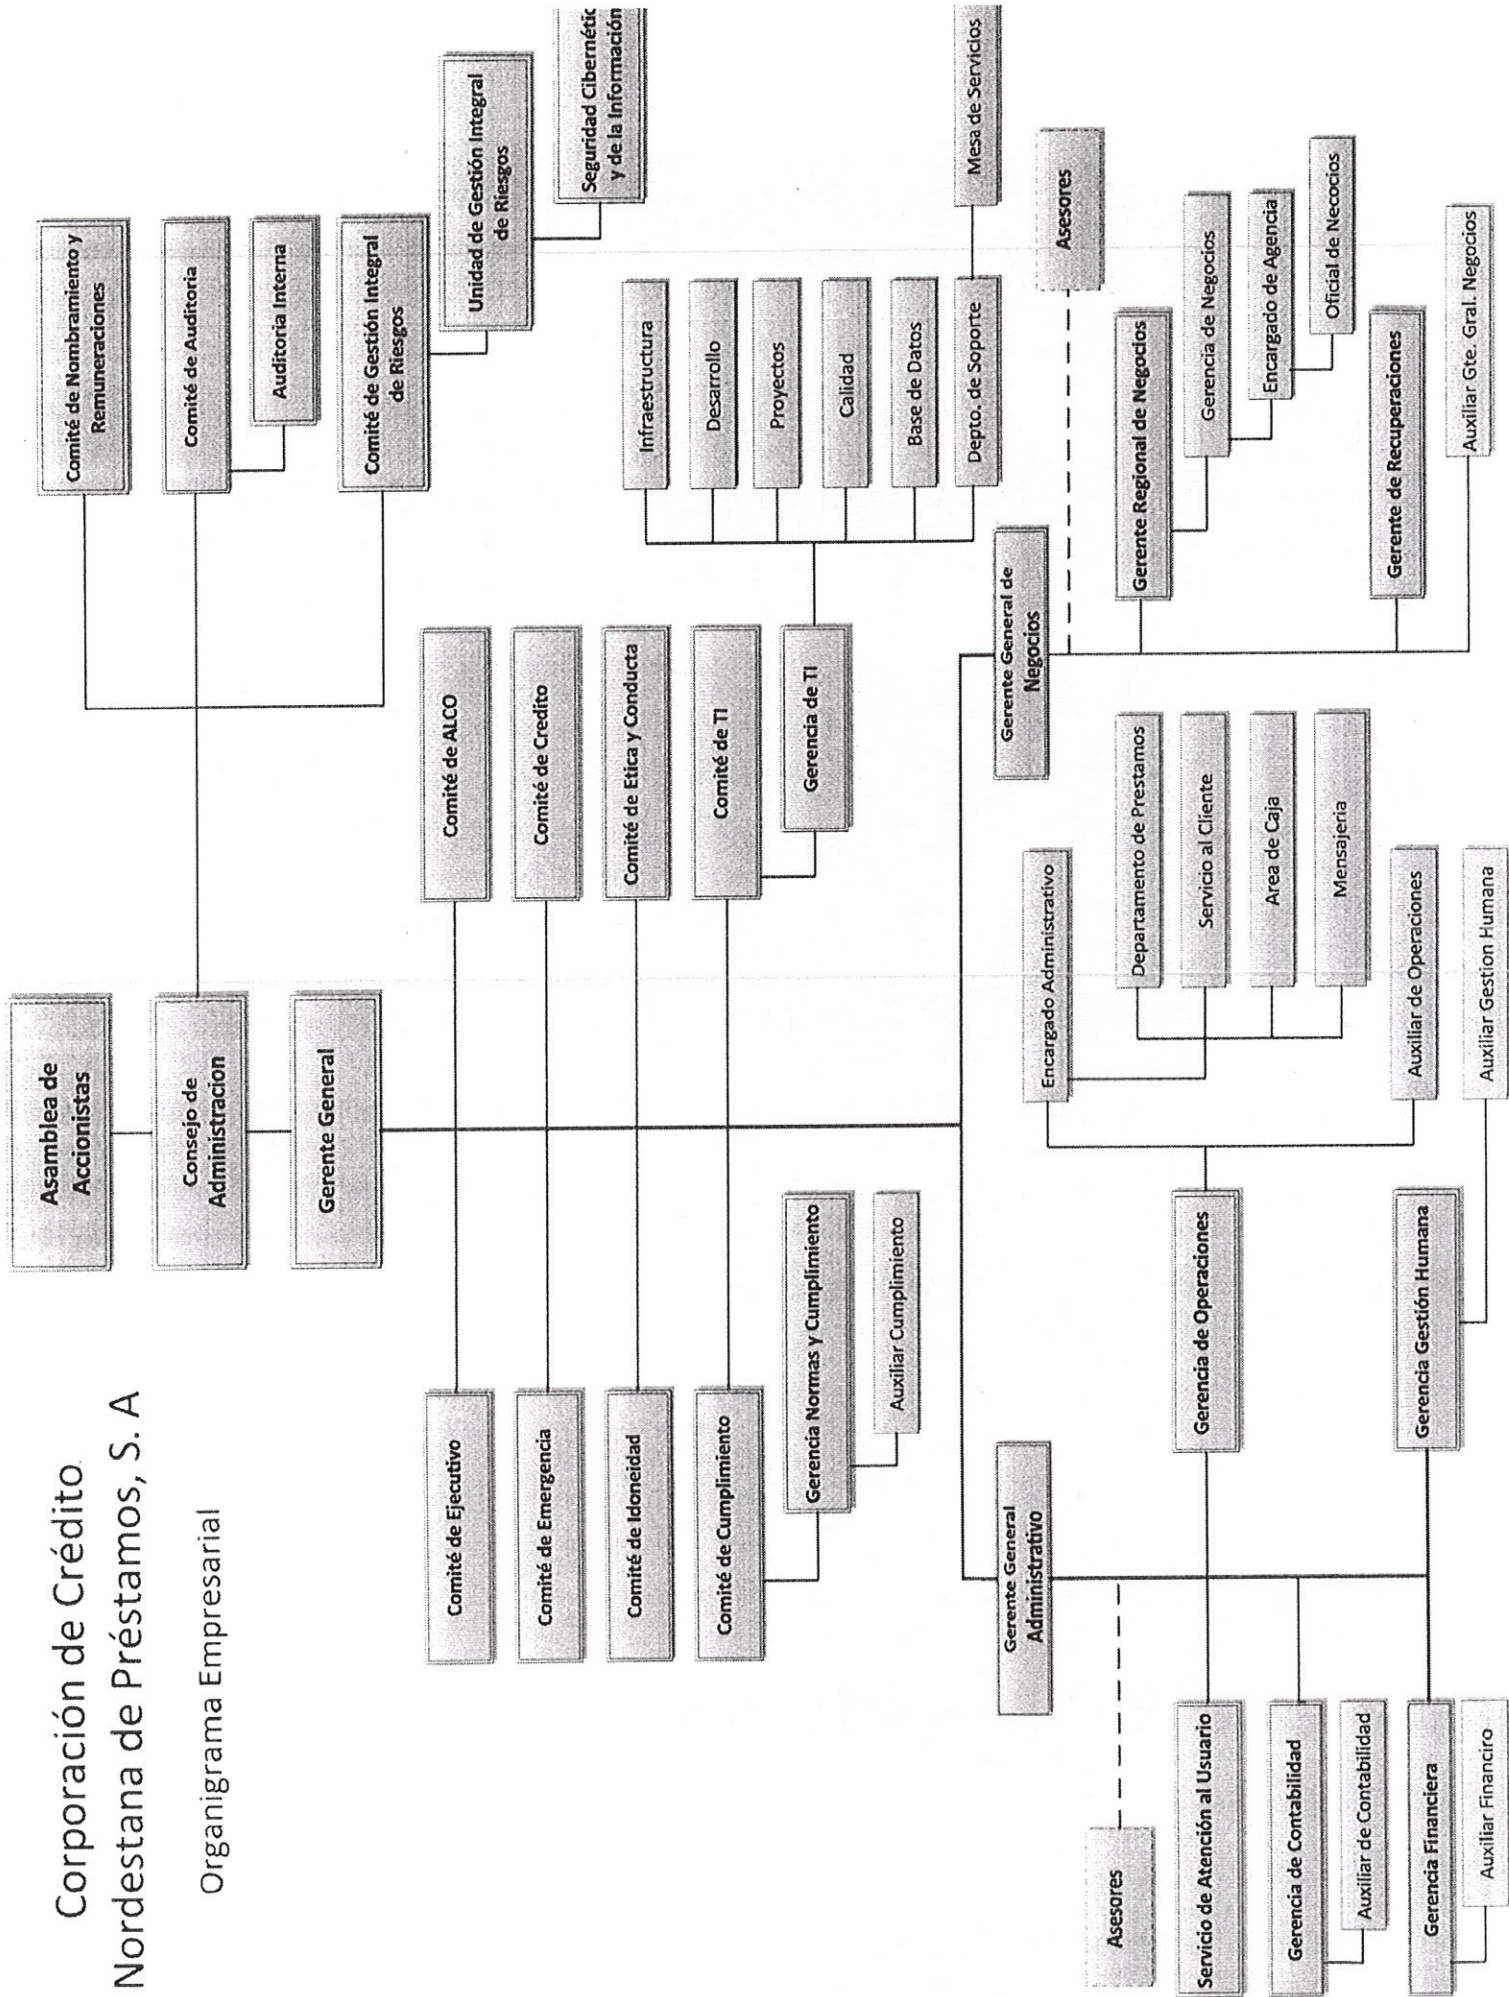 Corporación de Crédito
Nordestana de Préstamos, S. A
Organigrama Empresarial
Asamblea de
Accionistas
Consejo de
Administracion
Gerente General
Comité de Nombramiento y
Remuneraciones
Comité de Auditoria
Auditoria Interna
Comité de Gestión Integral
de Riesgos
Unidad de Gestión Integral
de Riesgos
Seguridad Cibernétic
y de la Información
Comité de Ejecutivo
Comité de ALCO
Comité de Emergencia
Comité de Credito
Comité de Idoneidad
Comité de Etica y Conducta
Comité de Cumplimiento
Comité de TI
Gerencia Normas y Cumplimiento
Auxiliar Cumplimiento
Gerencia de TI
Infraestructura
Desarrollo
Proyectos
Calidad
Base de Datos
Depto. de Soporte
Mesa de Servicios
Gerente General
Administrativo
Gerente General de
Negocios
Asesores
Servicio de Atención al Usuario
Gerencia de Contabilidad
Auxiliar de Contabilidad
Gerencia Financiera
Auxiliar Financiro
Gerencia de Operaciones
Encargado Administrativo
Departamento de Prestamos
Servicio al Cliente
Area de Caja
Mensajeria
Auxiliar de Operaciones
Gerencia Gestión Humana
Auxiliar Gestion Humana
Asesores
Gerente Regional de Negocios
Gerencia de Negocios
Encargado de Agencia
Oficial de Necocios
Gerente de Recuperaciones
Auxiliar Gte. Gral. Negocios